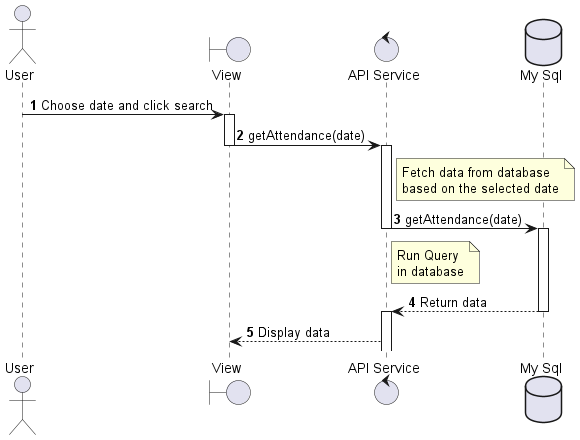 User
View
API Service
My Sql
1 Choose date and click search
2 getAttendance(date)
Fetch data from database
based on the selected date
3 getAttendance(date)
Run Query
in database
4 Return data
5 Display data
User
View
API Service
My Sql